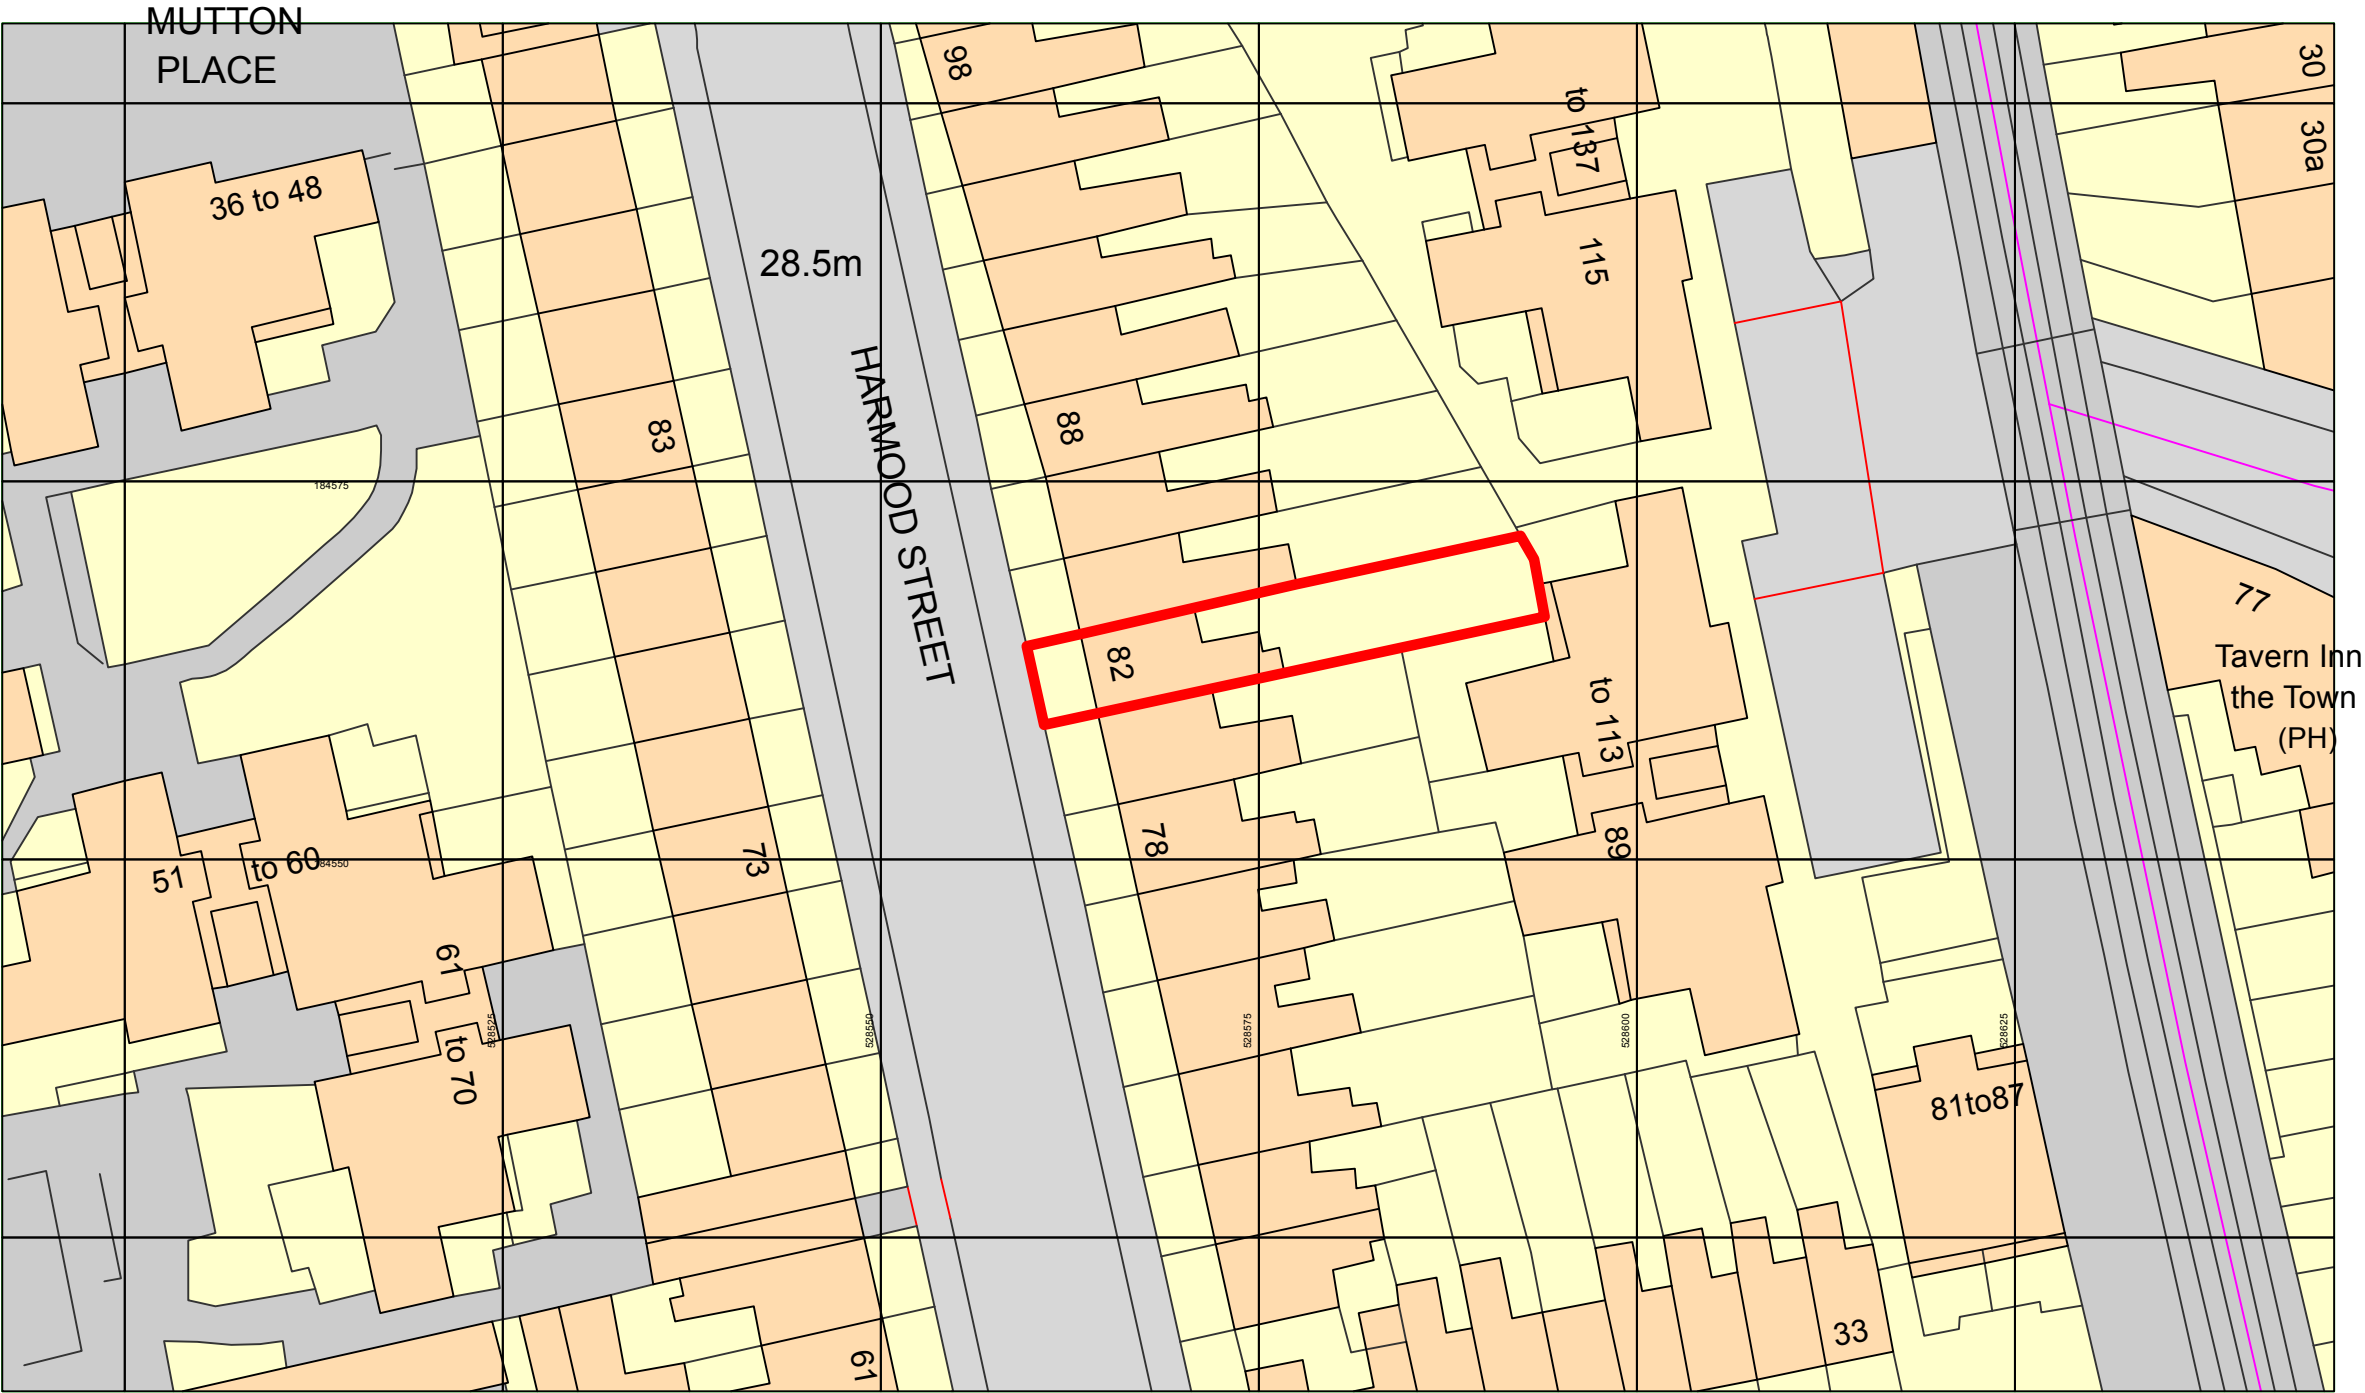 MUTTON
PLACE
98
30
to 137
30a
36 to 48
115
28.5m
83
88
HARMOOD STREET
184575
77
Tavern Inn
the Town
(PH)
82
to 113
78
89
73
51
to 60
184550
61
to 70
528525
528550
528575
528600
528625
81to87
33
61